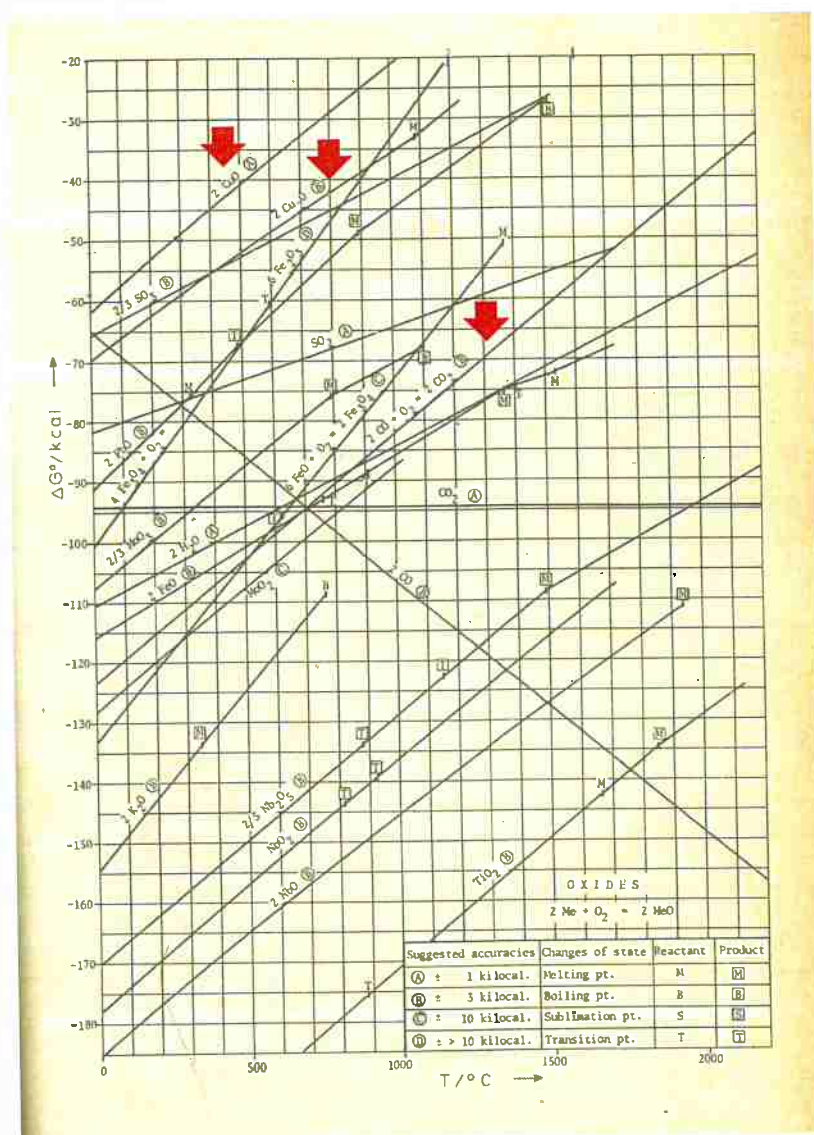 -20
-30
-40
-50
-60
-70
-80
-90
-100
-110
-120
-130
-140
-150
-160
-170
-180
ΔG°/kcal →
2 CuO Ⓐ
2 Cu₂O Ⓑ
6 Fe₂O₃
2/3 SO₃ Ⓑ
SO₂ Ⓐ
2 PbO Ⓑ
4 Fe₃O₄ + O₂ =
2/3 MoO₃ Ⓑ
2 H₂O Ⓐ
2 FeO Ⓑ
MoO₂ Ⓒ
6 FeO + O₂ = 2 Fe₃O₄ Ⓒ
2 CO + O₂ = 2 CO₂
CO₂ Ⓐ
2 CO Ⓐ
2 K₂O Ⓑ
2/5 Nb₂O₅ Ⓑ
NbO₂ Ⓑ
2 NbO
TiO₂ Ⓑ
M
M
B
M
T
T
M
M
M
M
M
M
B
M
T
T
T
T
M
M
M
M
T
OXIDES
2 Me + O₂ = 2 MeO
Suggested accuracies Changes of state Reactant Product
Ⓐ ± 1 kilocal. Melting pt. M M
Ⓑ ± 3 kilocal. Boiling pt. B B
Ⓒ ± 10 kilocal. Sublimation pt. S S
Ⓓ ± > 10 kilocal. Transition pt. T T
0 500 1000 1500 2000
T/°C →